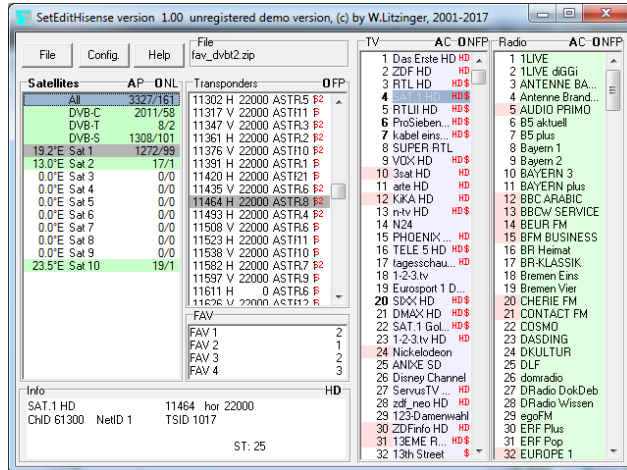 SetEditHisense version 1.00 unregistered demo version, (c) by W.Litzinger, 2001-2017
File Config. Help
File
fav_dvbt2.zip
Satellites AP ONL
All 3327/161
DVB-C 2011/58
DVB-T 8/2
DVB-S 1308/101
19.2°E Sat 1 1272/99
13.0°E Sat 2 17/1
0.0°E Sat 3 0/0
0.0°E Sat 4 0/0
0.0°E Sat 5 0/0
0.0°E Sat 6 0/0
0.0°E Sat 7 0/0
0.0°E Sat 8 0/0
0.0°E Sat 9 0/0
23.5°E Sat 10 19/1
Transponders OFP
11302 H 22000 ASTR.5 S2
11317 V 22000 ASTI11 S
11347 V 22000 ASTR.3 S2
11361 H 22000 ASTR.2 S2
11376 V 22000 ASTI10 S2
11391 H 22000 ASTR.1 S
11420 H 22000 ASTI21 S
11435 V 22000 ASTR.6 S2
11464 H 22000 ASTR.8 S2
11493 H 22000 ASTR.4 S2
11508 V 22000 ASTR.6 S
11523 H 22000 ASTI11 S
11538 V 22000 ASTI10 S
11582 H 22000 ASTR.7 S2
11597 V 22000 ASTR.9 S
11611 H 0 ASTR.6 S
11626 V 22000 ASTI12 S
FAV
FAV 1 2
FAV 2 1
FAV 3 2
FAV 4 3
Info HD
SAT.1 HD 11464 hor 22000
ChID 61300 NetID 1 TSID 1017
ST: 25
TV AC ONFP
1 Das Erste HD HD
2 ZDF HD HD
3 RTL HD HD$
4 SAT.1 HD HD$
5 RTLII HD HD$
6 ProSieben... HD$
7 kabel eins... HD$
8 SUPER RTL
9 VOX HD HD$
10 3sat HD HD
11 arte HD HD
12 KiKA HD HD
13 n-tv HD HD$
14 N24
15 PHOENIX ... HD
16 TELE 5 HD HD$
17 tagesschau... HD
18 1-2-3.tv
19 Eurosport 1 D...
20 SIXX HD HD$
21 DMAX HD HD$
22 SAT.1 Gol... HD$
23 1-2-3.tv HD HD
24 Nickelodeon
25 ANIXE SD
26 Disney Channel
27 ServusTV ... HD
28 zdf_neo HD HD
29 123-Damenwahl
30 ZDFinfo HD HD
31 13EME R... HD$
32 13th Street $
Radio AC ONFP
1 1LIVE
2 1LIVE diGGi
3 ANTENNE BA...
4 Antenne Brand...
5 AUDIO PRIMO
6 B5 aktuell
7 B5 plus
8 Bayern 1
9 Bayern 2
10 BAYERN 3
11 BAYERN plus
12 BBC ARABIC
13 BBCW SERVICE
14 BEUR FM
15 BFM BUSINESS
16 BR Heimat
17 BR-KLASSIK
18 Bremen Eins
19 Bremen Vier
20 CHERIE FM
21 CONTACT FM
22 COSMO
23 DASDING
24 DKULTUR
25 DLF
26 domradio
27 DRadio DokDeb
28 DRadio Wissen
29 egoFM
30 ERF Plus
31 ERF Pop
32 EUROPE 1